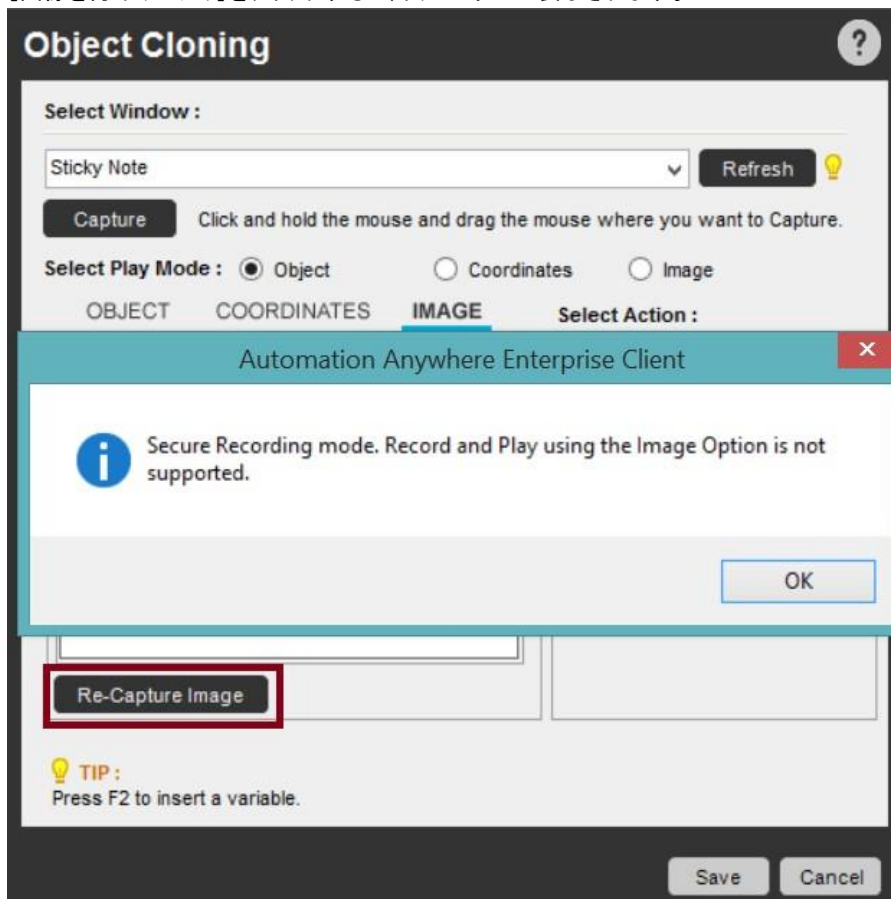 Object Cloning
?
Select Window :
Sticky Note
Refresh
Capture Click and hold the mouse and drag the mouse where you want to Capture.
Select Play Mode : Object Coordinates Image
OBJECT COORDINATES IMAGE Select Action :
Automation Anywhere Enterprise Client
Secure Recording mode. Record and Play using the Image Option is not
supported.
OK
Re-Capture Image
TIP :
Press F2 to insert a variable.
Save Cancel